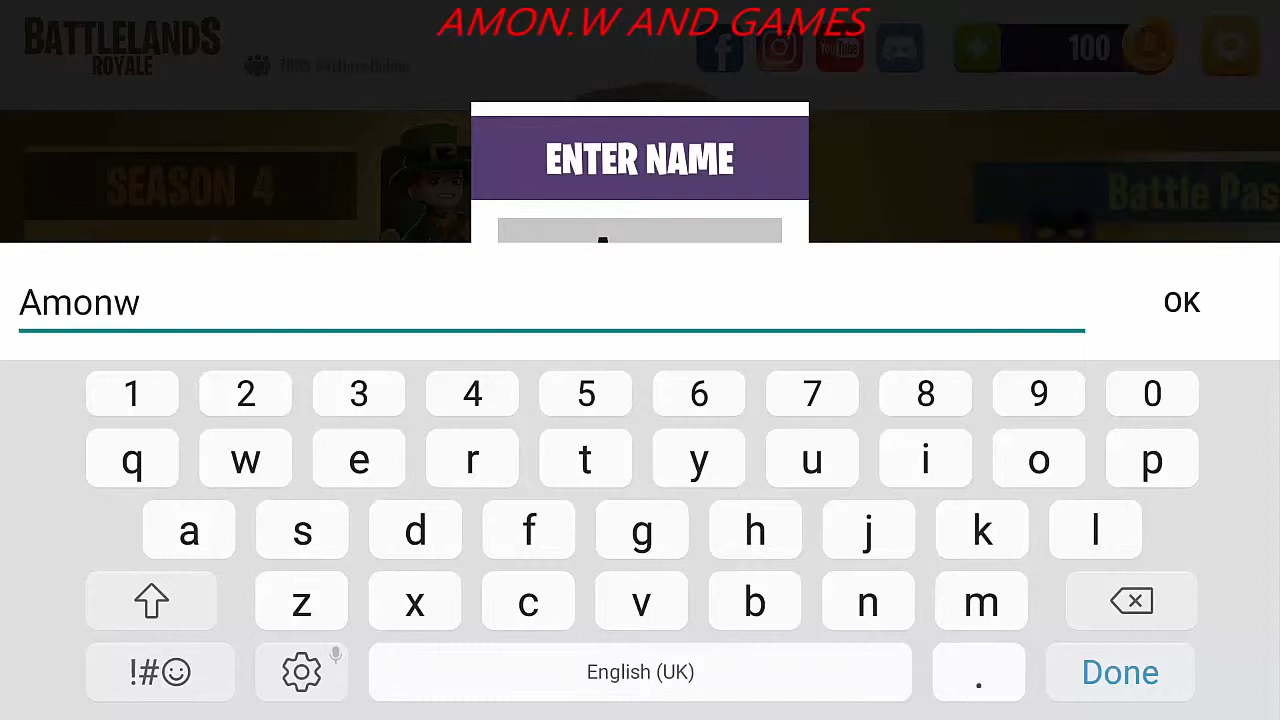 AMON.W AND GAMES
BATTLELANDS
ROYALE
YouTube
100
ENTER NAME
SEASON 4
Battle Pas
Amonw
OK
1 2 3 4 5 6 7 8 9 0
q w e r t y u i o p
a s d f g h j k l
z x c v b n m
!#☺ English (UK) . Done